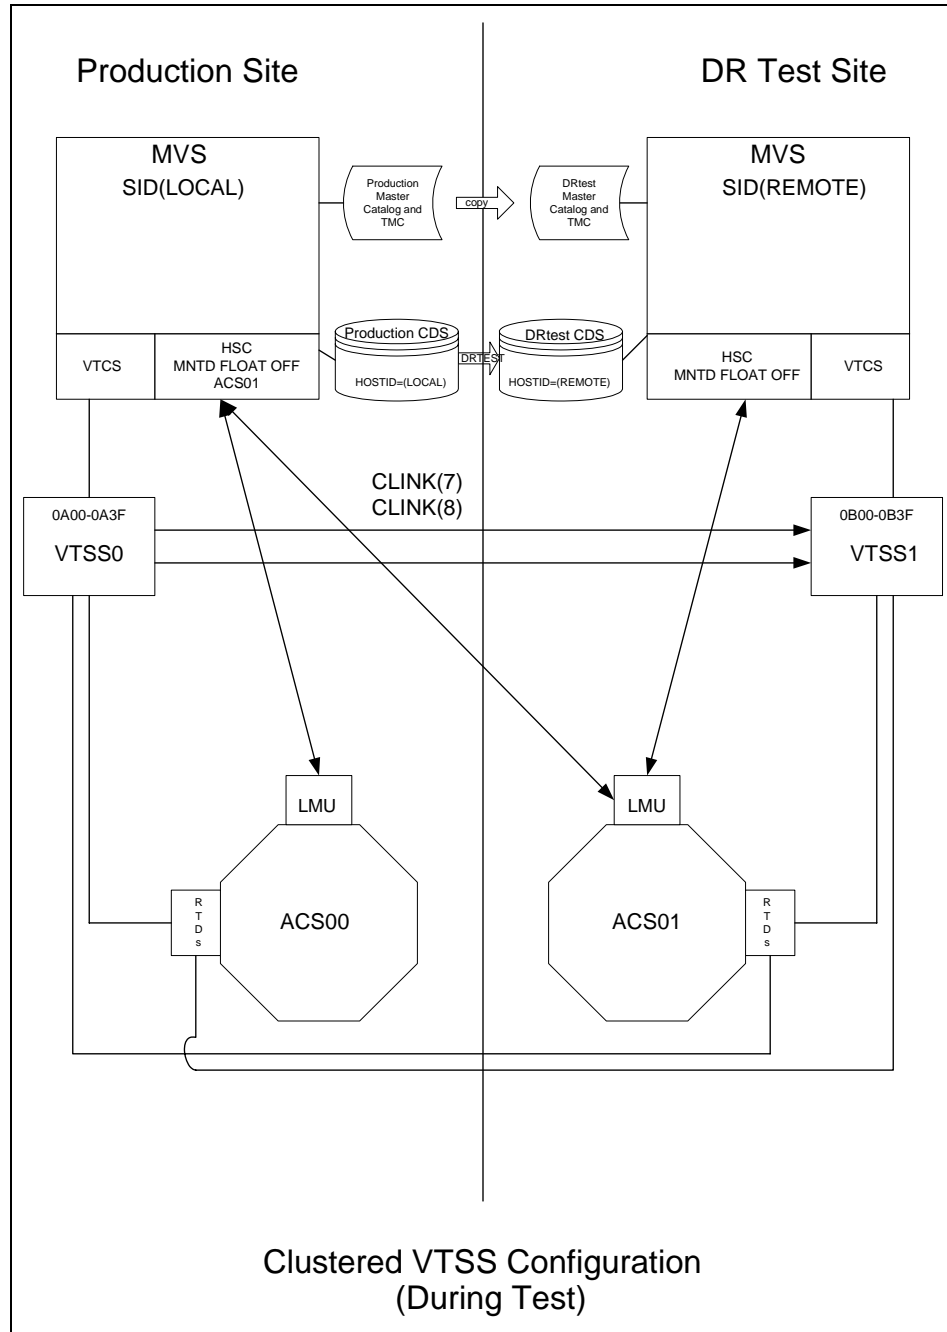 Production Site
DR Test Site
MVS
SID(LOCAL)
Production
Master
Catalog and
TMC
copy
DRtest
Master
Catalog and
TMC
MVS
SID(REMOTE)
VTCS
HSC
MNTD FLOAT OFF
ACS01
Production CDS
HOSTID=(LOCAL)
DRTEST
DRtest CDS
HOSTID=(REMOTE)
HSC
MNTD FLOAT OFF
VTCS
CLINK(7)
CLINK(8)
0A00-0A3F
VTSS0
0B00-0B3F
VTSS1
LMU
LMU
R
T
D
s
ACS00
ACS01
R
T
D
s
Clustered VTSS Configuration
(During Test)